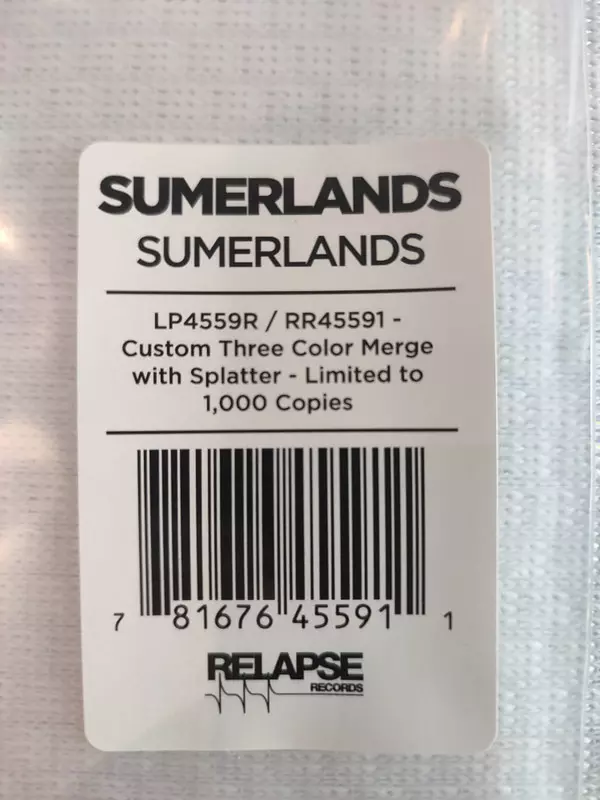 SUMERLANDS
SUMERLANDS
LP4559R / RR45591 -
Custom Three Color Merge
with Splatter - Limited to
1,000 Copies
7 81676 45591 1
RELAPSE
RECORDS